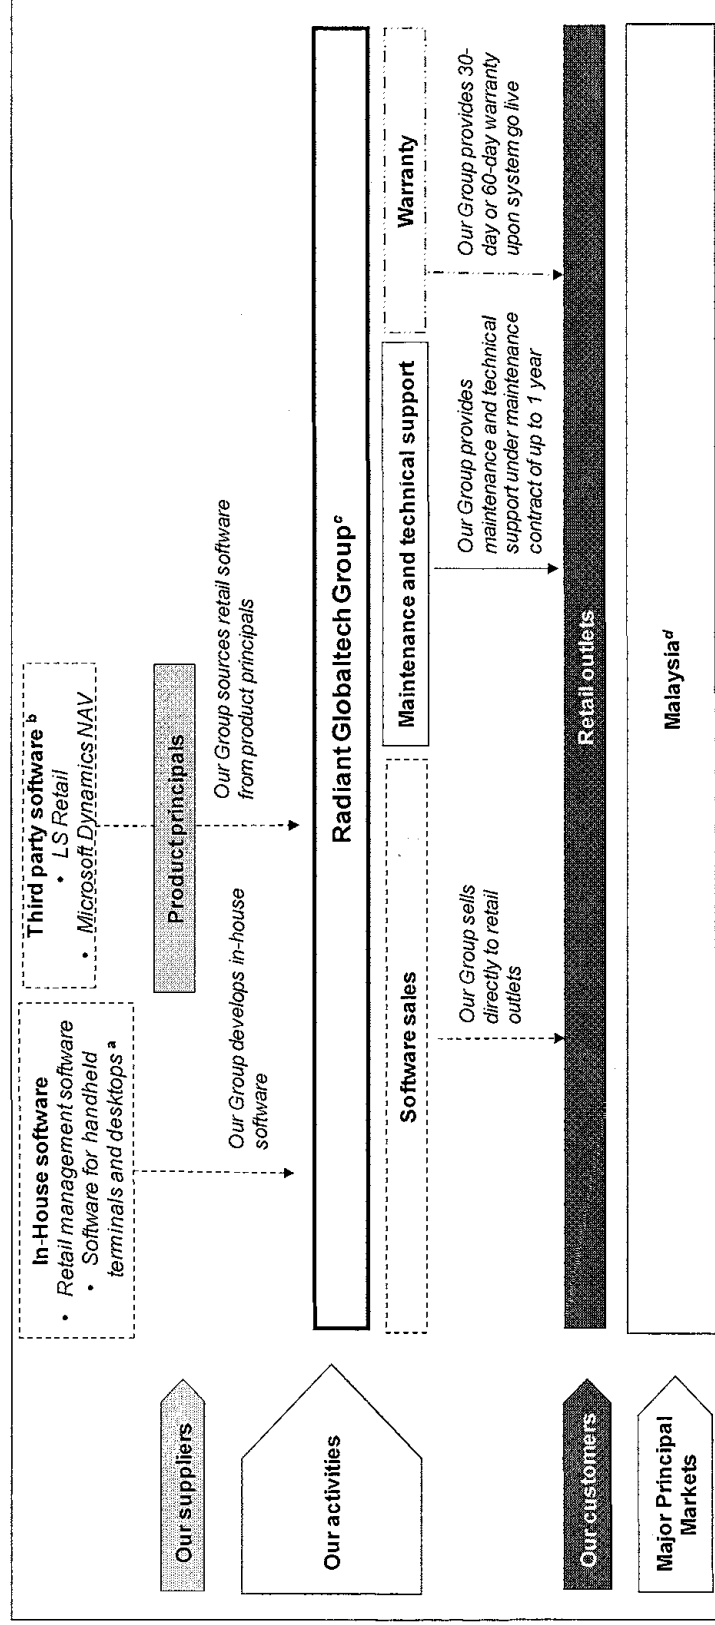 In-House software
• Retail management software
• Software for handheld
terminals and desktops a
Third party software b
• LS Retail
• Microsoft Dynamics NAV
Our suppliers
Product principals
Our Group develops in-house
software
Our Group sources retail software
from product principals
Our activities
Radiant Globaltech Group c
Software sales
Maintenance and technical support
Warranty
Our Group sells
directly to retail
outlets
Our Group provides
maintenance and technical
support under maintenance
contract of up to 1 year
Our Group provides 30-
day or 60-day warranty
upon system go live
Our customers
Retail outlets
Major Principal
Markets
Malaysia d